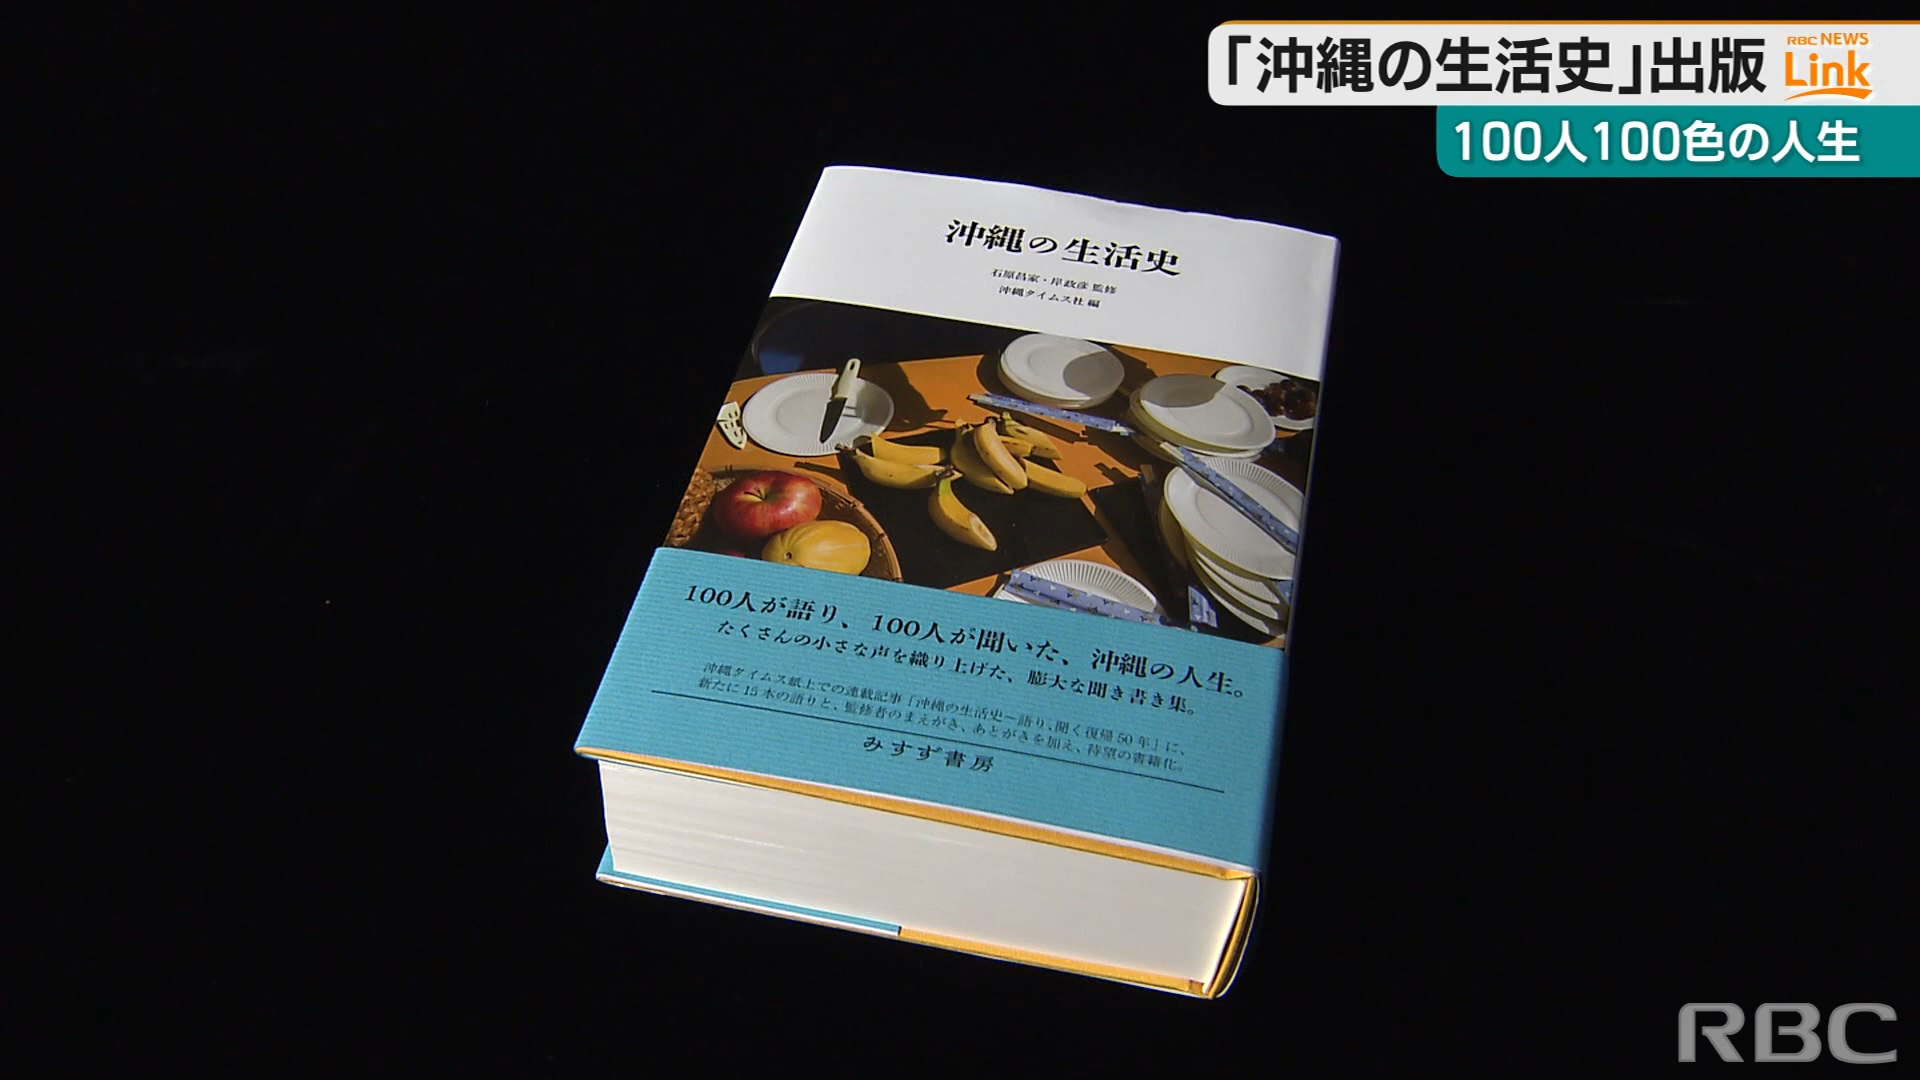 「沖縄の生活史」出版
RBC NEWS
Link
100人100色の人生
沖縄の生活史
石原昌家・岸政彦 監修
沖縄タイムス社 編
100人が語り、100人が聞いた、沖縄の人生。
たくさんの小さな声を織り上げた、膨大な聞き書き集。
沖縄タイムス紙上での連載記事「沖縄の生活史－語り、聞く復帰50年」に、
新たに15本の語りと、監修者のまえがき、あとがきを加え、待望の書籍化。
みすず書房
RBC